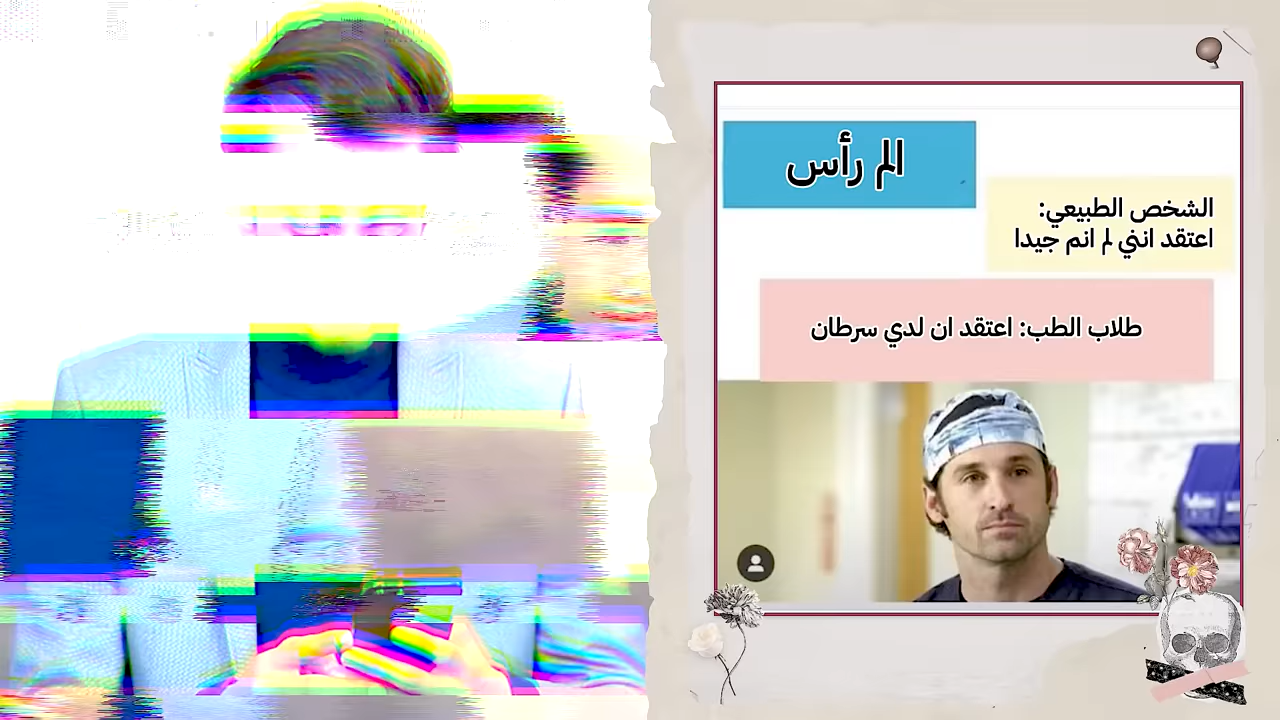 الم رأس
الشخص الطبيعي:
اعتقد انني لم انم جيدا
طلاب الطب: اعتقد ان لدي سرطان